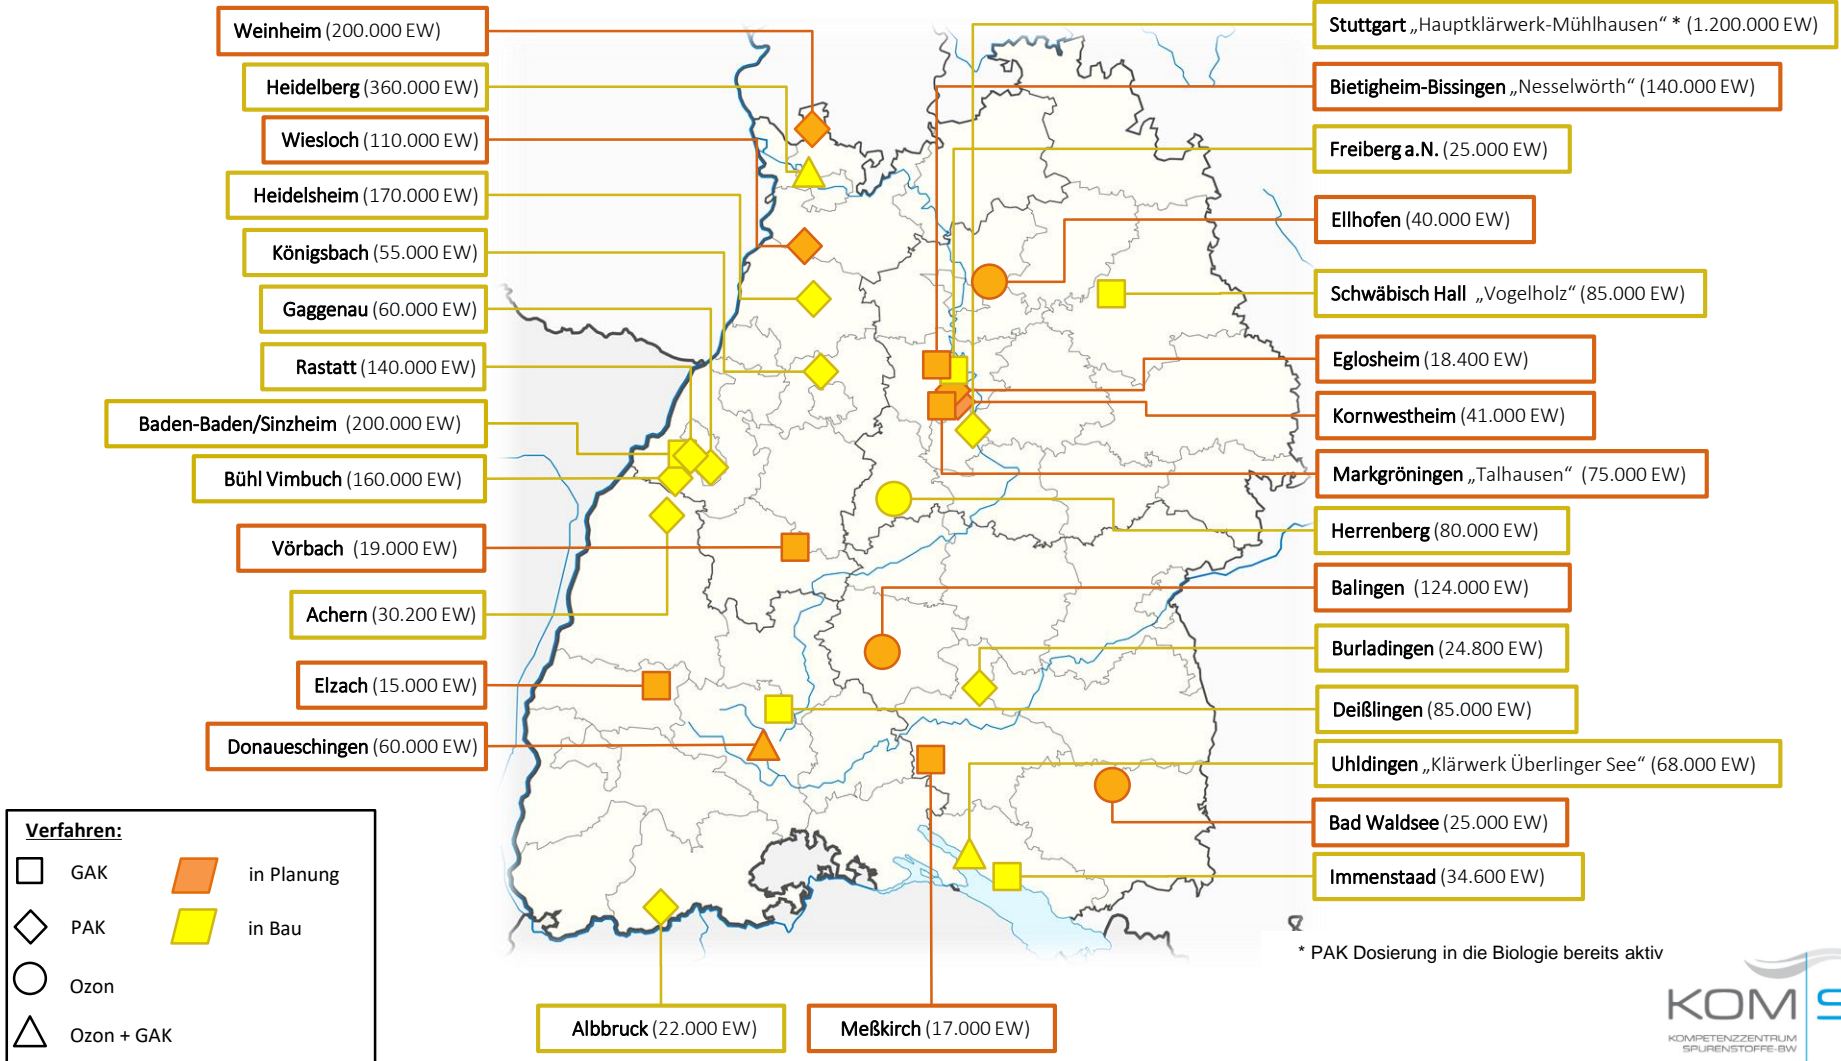 Weinheim (200.000 EW)
Heidelberg (360.000 EW)
Wiesloch (110.000 EW)
Heidelsheim (170.000 EW)
Königsbach (55.000 EW)
Gaggenau (60.000 EW)
Rastatt (140.000 EW)
Baden-Baden/Sinzheim (200.000 EW)
Bühl Vimbuch (160.000 EW)
Vörbach (19.000 EW)
Achern (30.200 EW)
Elzach (15.000 EW)
Donaueschingen (60.000 EW)
Stuttgart „Hauptklärwerk-Mühlhausen“ * (1.200.000 EW)
Bietigheim-Bissingen „Nesselwörth“ (140.000 EW)
Freiberg a.N. (25.000 EW)
Ellhofen (40.000 EW)
Schwäbisch Hall „Vogelholz“ (85.000 EW)
Eglosheim (18.400 EW)
Kornwestheim (41.000 EW)
Markgröningen „Talhausen“ (75.000 EW)
Herrenberg (80.000 EW)
Balingen (124.000 EW)
Burladingen (24.800 EW)
Deißlingen (85.000 EW)
Uhldingen „Klärwerk Überlinger See“ (68.000 EW)
Bad Waldsee (25.000 EW)
Immenstaad (34.600 EW)
Albbruck (22.000 EW)
Meßkirch (17.000 EW)
Verfahren:
GAK
in Planung
PAK
in Bau
Ozon
Ozon + GAK
* PAK Dosierung in die Biologie bereits aktiv
KOM S
KOMPETENZZENTRUM
SPURENSTOFFE-BW